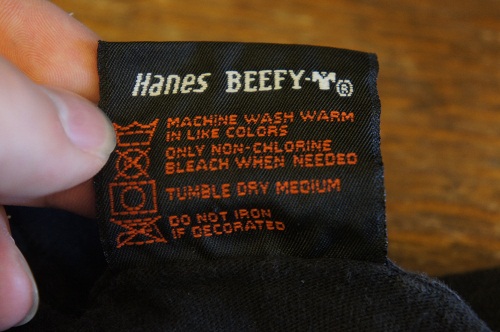 Hanes BEEFY-T®
MACHINE WASH WARM
IN LIKE COLORS
ONLY NON-CHLORINE
BLEACH WHEN NEEDED
TUMBLE DRY MEDIUM
DO NOT IRON
IF DECORATED